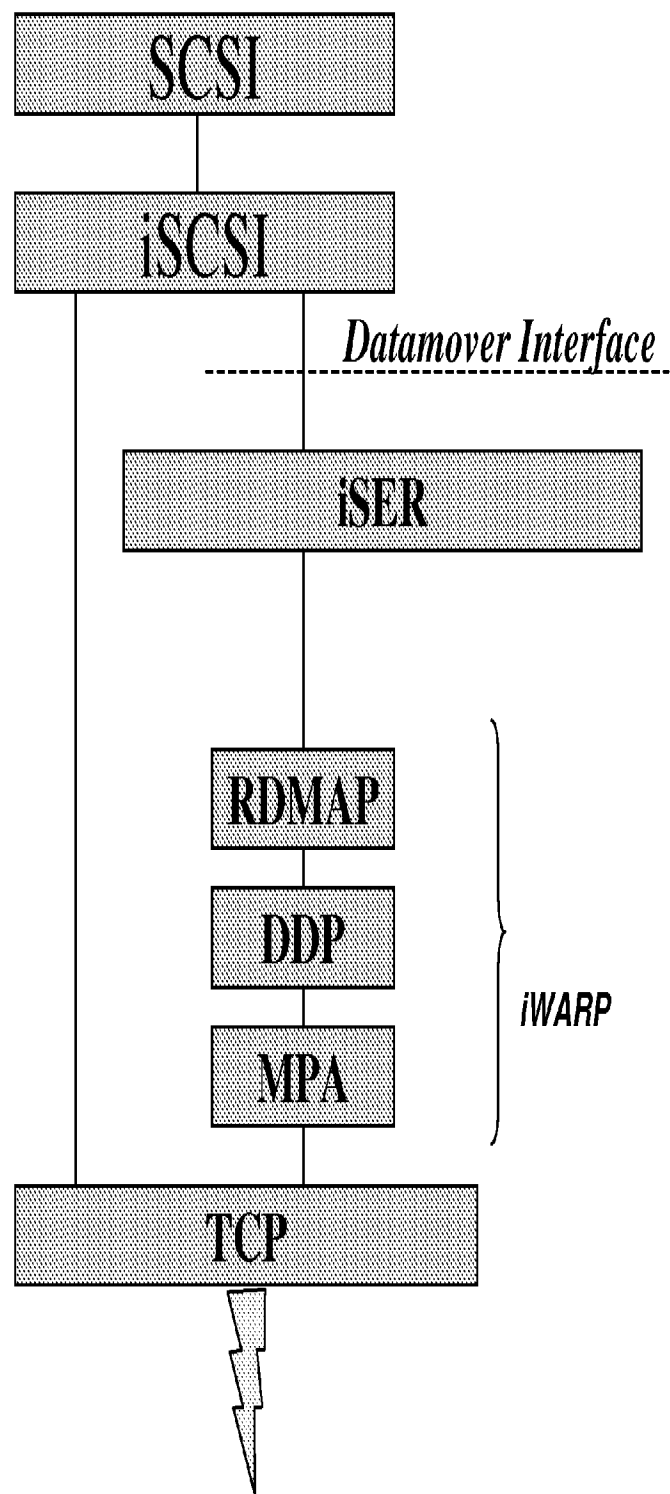 SCSI
iSCSI
Datamover Interface
iSER
RDMAP
DDP
iWARP
MPA
TCP